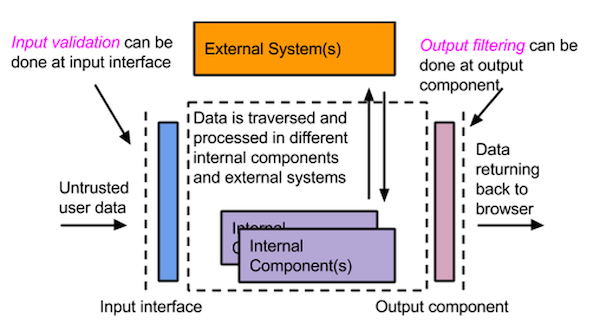 Input validation can be
done at input interface
External System(s)
Output filtering can be
done at output
component
Data is traversed and
processed in different
internal components
and external systems
Untrusted
user data
Data
returning
back to
browser
Internal
Internal
Component(s)
Input interface
Output component